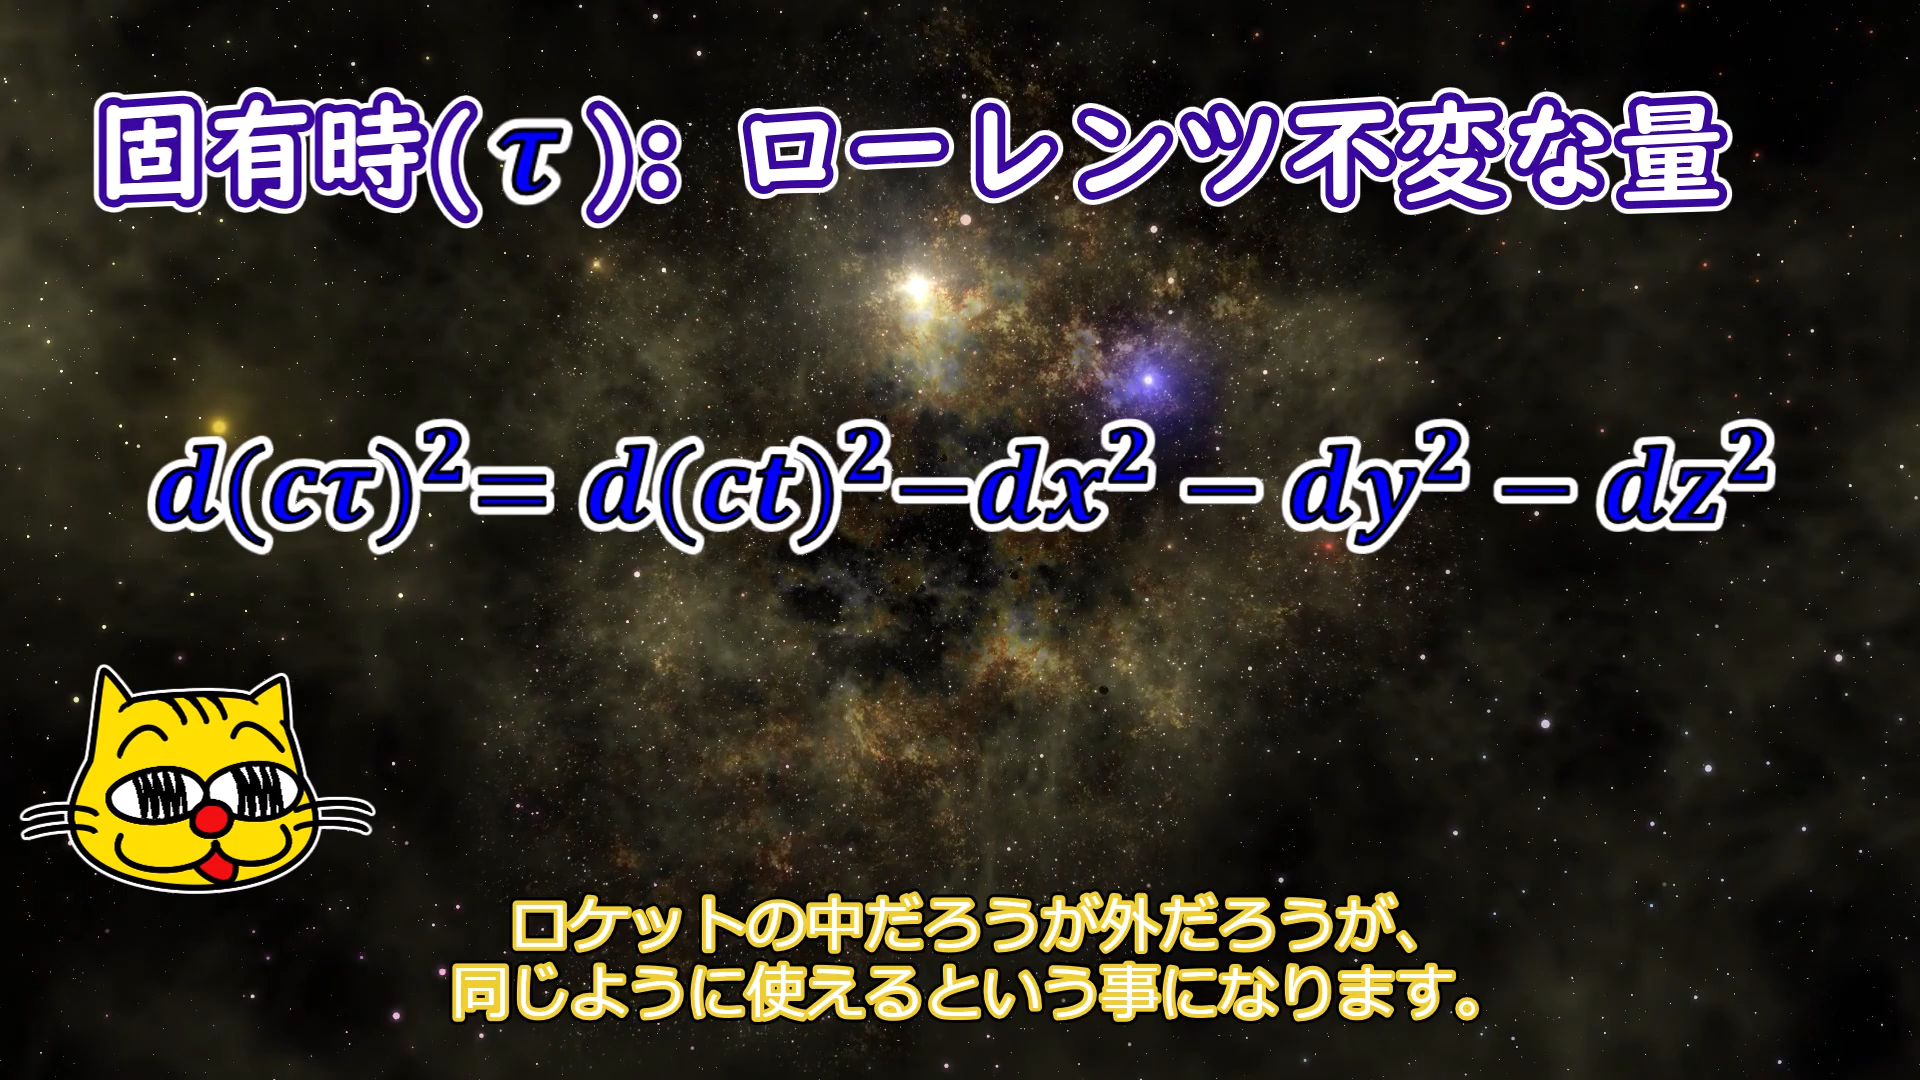 固有時(τ): ローレンツ不変な量
d(cτ)²= d(ct)²−dx² − dy² − dz²
ロケットの中だろうが外だろうが、
同じように使えるという事になります。